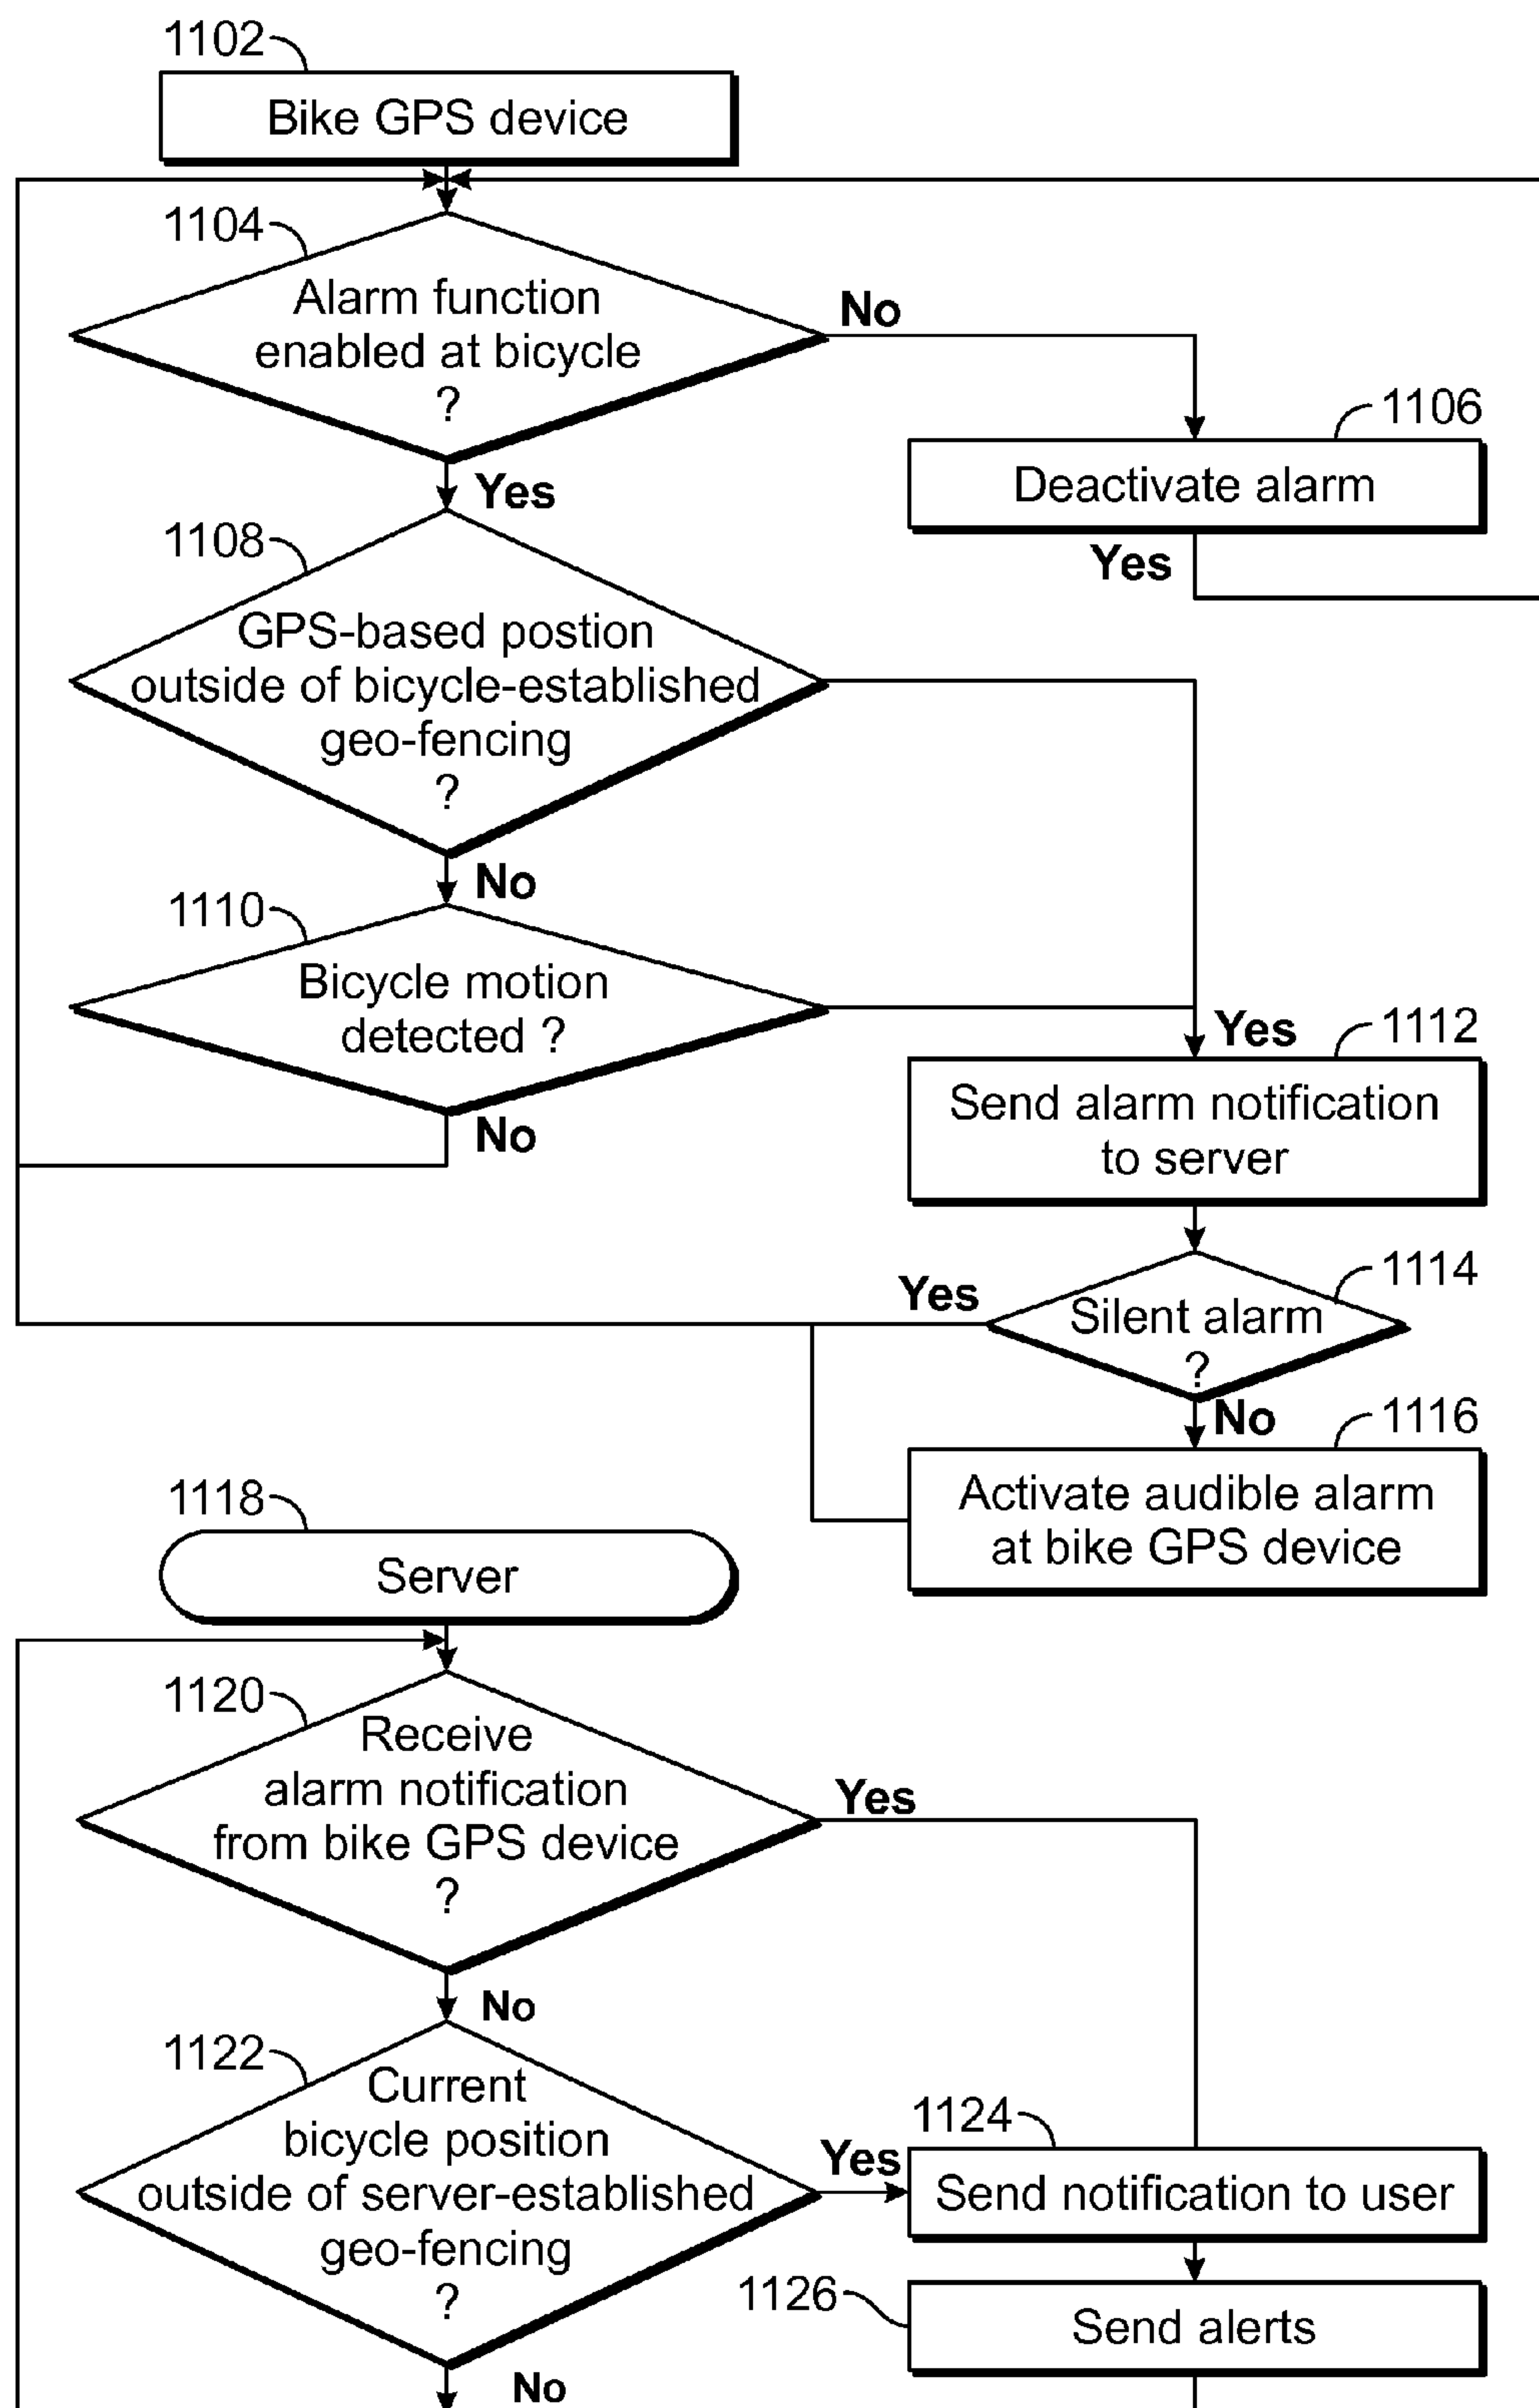 1102
Bike GPS device
1104
Alarm function
enabled at bicycle
?
No
1106
Deactivate alarm
Yes
Yes
1108
GPS-based postion
outside of bicycle-established
geo-fencing
?
No
1110
Bicycle motion
detected ?
No
Yes
1112
Send alarm notification
to server
1114
Silent alarm
?
Yes
No
1116
Activate audible alarm
at bike GPS device
1118
Server
1120
Receive
alarm notification
from bike GPS device
?
Yes
No
1122
Current
bicycle position
outside of server-established
geo-fencing
?
Yes
1124
Send notification to user
1126
Send alerts
No